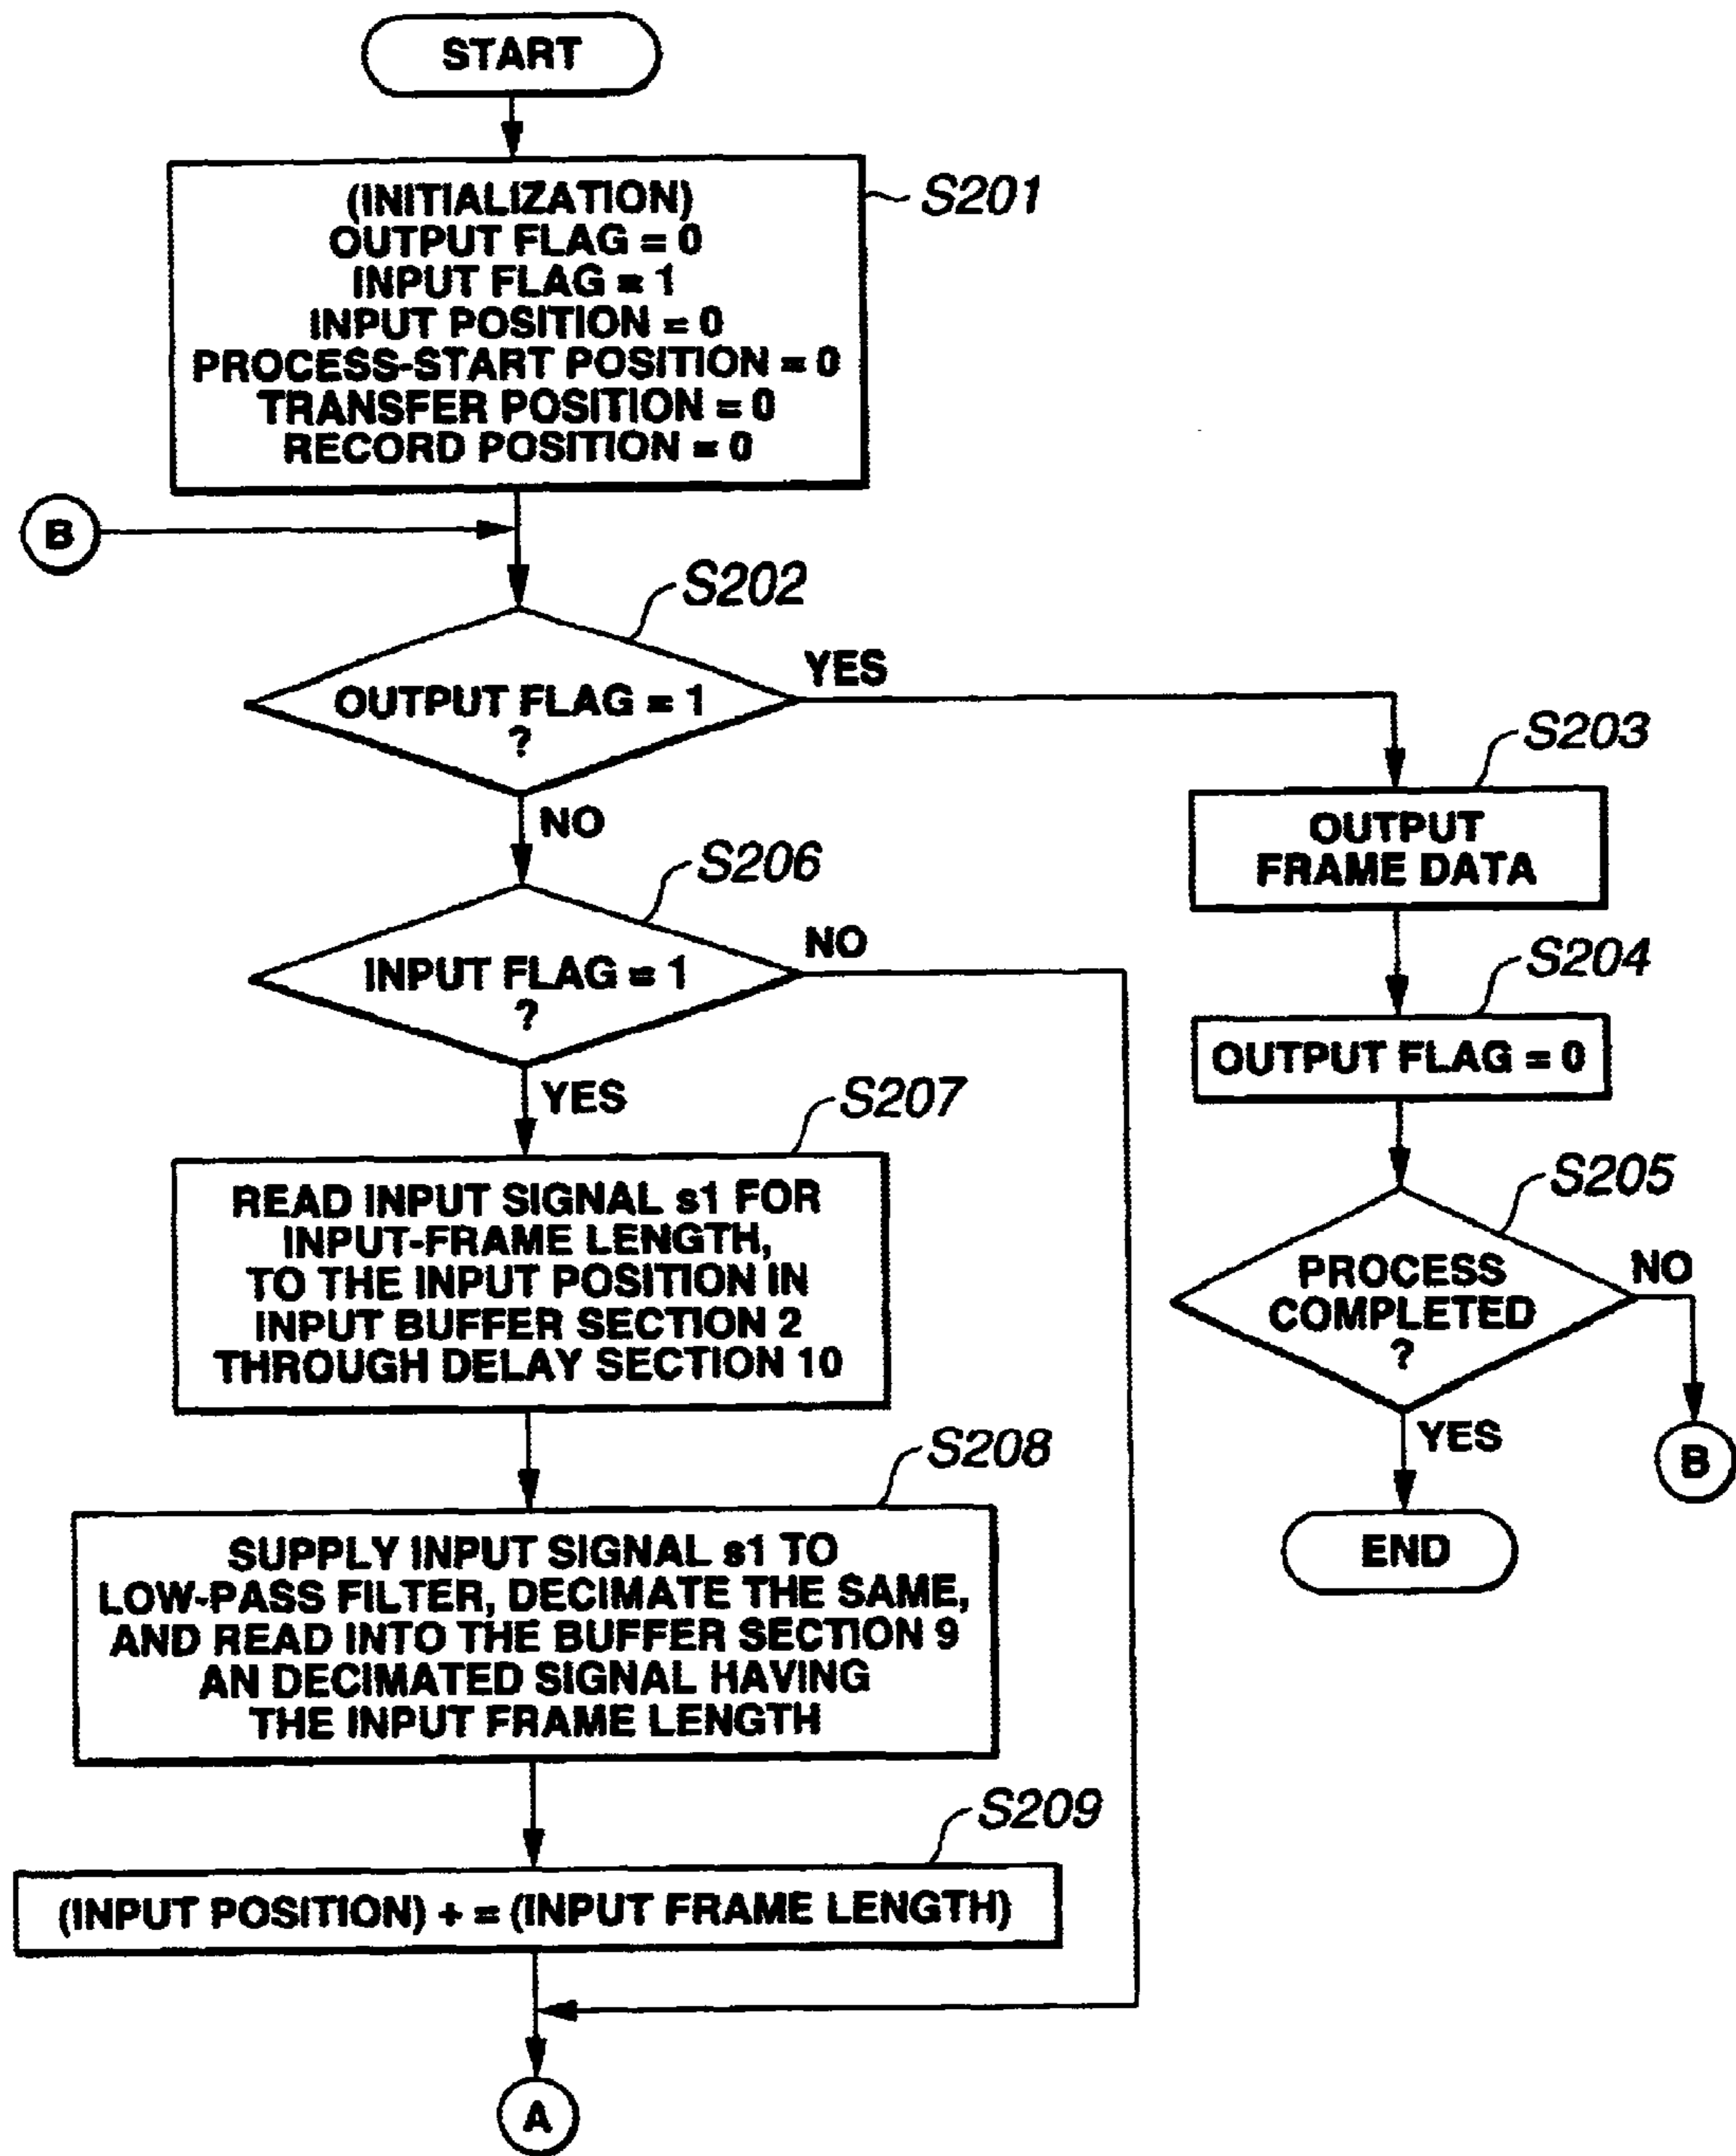 START
(INITIALIZATION)
OUTPUT FLAG = 0
INPUT FLAG = 1
INPUT POSITION = 0
PROCESS-START POSITION = 0
TRANSFER POSITION = 0
RECORD POSITION = 0
S201
B
S202
OUTPUT FLAG = 1
?
YES
NO
S203
OUTPUT
FRAME DATA
S204
OUTPUT FLAG = 0
S205
PROCESS
COMPLETED
?
NO
B
YES
END
S206
INPUT FLAG = 1
?
NO
YES
S207
READ INPUT SIGNAL s1 FOR
INPUT-FRAME LENGTH,
TO THE INPUT POSITION IN
INPUT BUFFER SECTION 2
THROUGH DELAY SECTION 10
S208
SUPPLY INPUT SIGNAL s1 TO
LOW-PASS FILTER, DECIMATE THE SAME,
AND READ INTO THE BUFFER SECTION 9
AN DECIMATED SIGNAL HAVING
THE INPUT FRAME LENGTH
S209
(INPUT POSITION) + = (INPUT FRAME LENGTH)
A